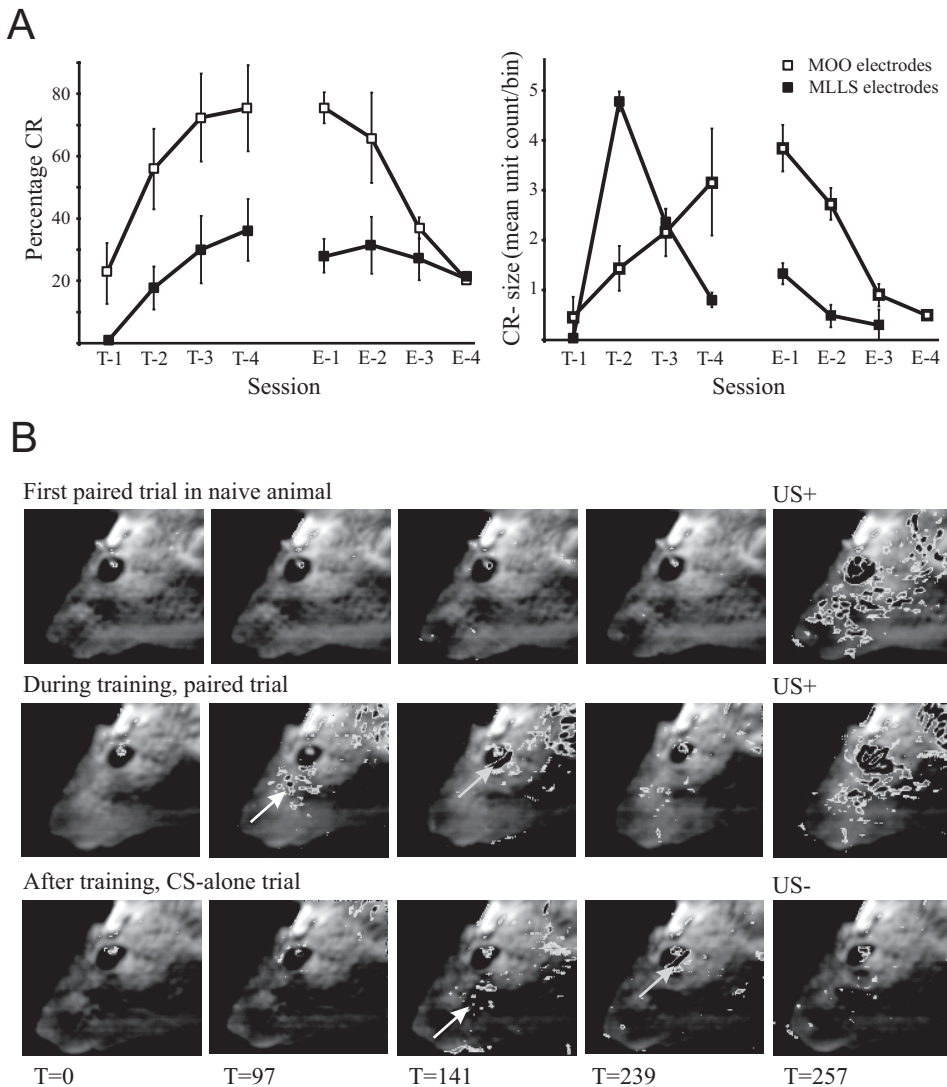 A
Percentage CR
80
60
40
20
T-1 T-2 T-3 T-4 E-1 E-2 E-3 E-4
Session
CR- size (mean unit count/bin)
5
4
3
2
1
T-1 T-2 T-3 T-4 E-1 E-2 E-3 E-4
Session
MOO electrodes
MLLS electrodes
B
First paired trial in naive animal US+
During training, paired trial US+
After training, CS-alone trial US-
T=0 T=97 T=141 T=239 T=257